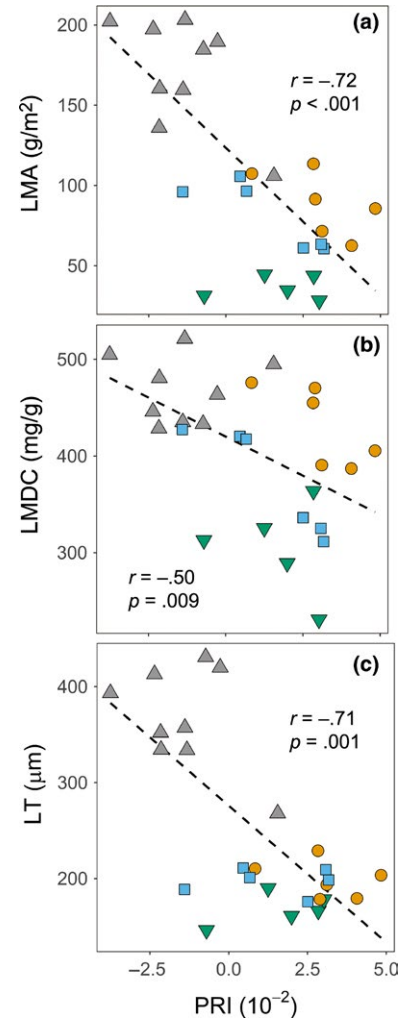 (a)
r = –.72
p < .001
LMA (g/m²)
200
150
100
50
(b)
r = –.50
p = .009
LMDC (mg/g)
500
400
300
(c)
r = –.71
p = .001
LT (μm)
400
300
200
–2.5 0.0 2.5 5.0
PRI (10⁻²)